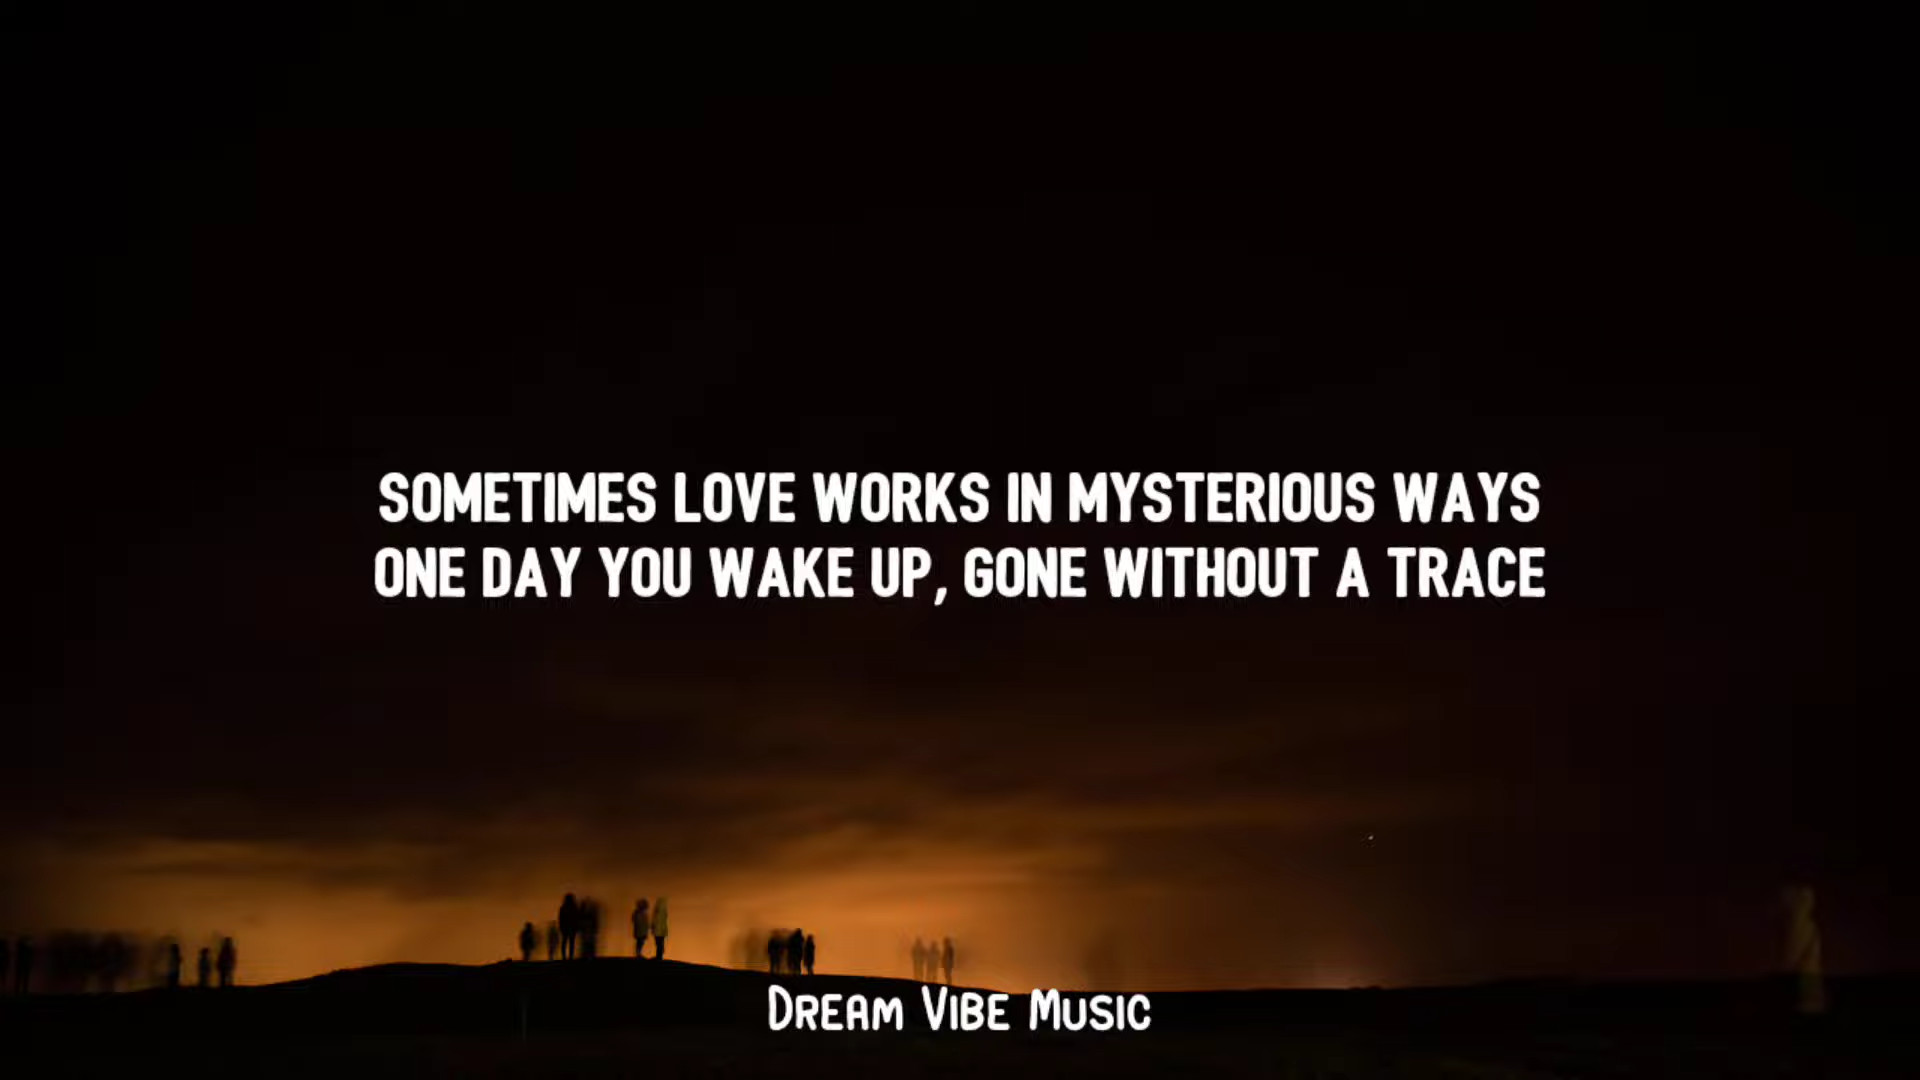 SOMETIMES LOVE WORKS IN MYSTERIOUS WAYS
ONE DAY YOU WAKE UP, GONE WITHOUT A TRACE
DREAM VIBE MUSIC